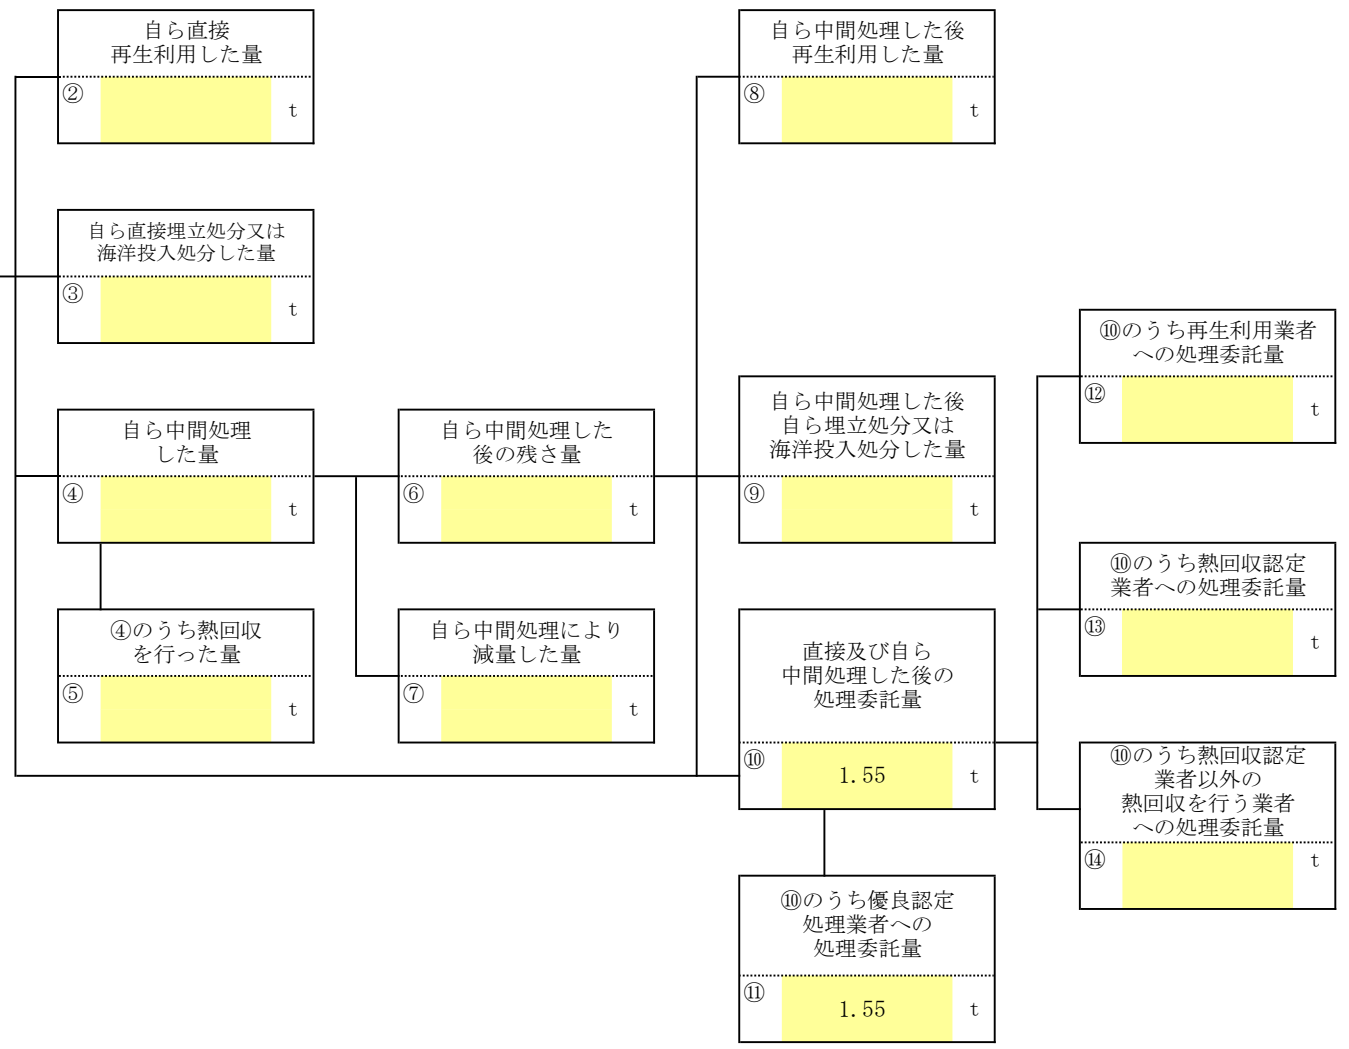 自ら直接
再生利用した量
②
t
自ら中間処理した後
再生利用した量
⑧
t
自ら直接埋立処分又は
海洋投入処分した量
③
t
⑩のうち再生利用業者
への処理委託量
⑫
t
自ら中間処理
した量
④
t
自ら中間処理した
後の残さ量
⑥
t
自ら中間処理した後
自ら埋立処分又は
海洋投入処分した量
⑨
t
⑩のうち熱回収認定
業者への処理委託量
⑬
t
④のうち熱回収
を行った量
⑤
t
自ら中間処理により
減量した量
⑦
t
直接及び自ら
中間処理した後の
処理委託量
⑩
1.55
t
⑩のうち熱回収認定
業者以外の
熱回収を行う業者
への処理委託量
⑭
t
⑩のうち優良認定
処理業者への
処理委託量
⑪
1.55
t